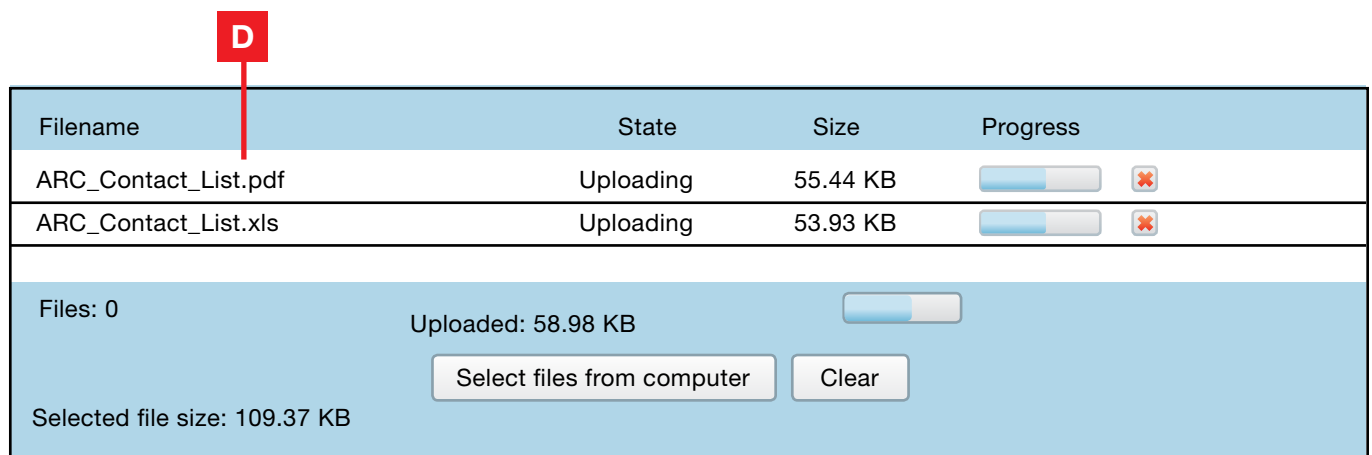 D
Filename State Size Progress
ARC_Contact_List.pdf Uploading 55.44 KB
ARC_Contact_List.xls Uploading 53.93 KB
Files: 0
Uploaded: 58.98 KB
Select files from computer Clear
Selected file size: 109.37 KB